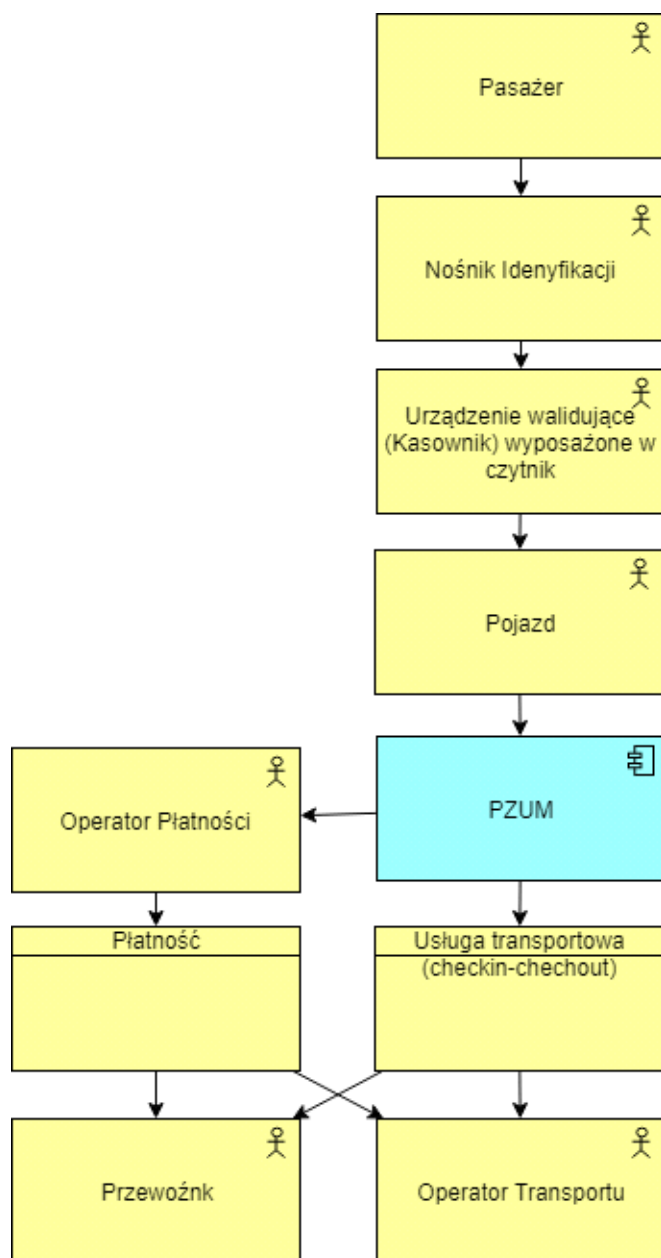 Pasażer
Nośnik Idenyfikacji
Urządzenie walidujące
(Kasownik) wyposażone w
czytnik
Pojazd
PZUM
Operator Płatności
Płatność
Usługa transportowa
(checkin-chechout)
Przewoźnk
Operator Transportu